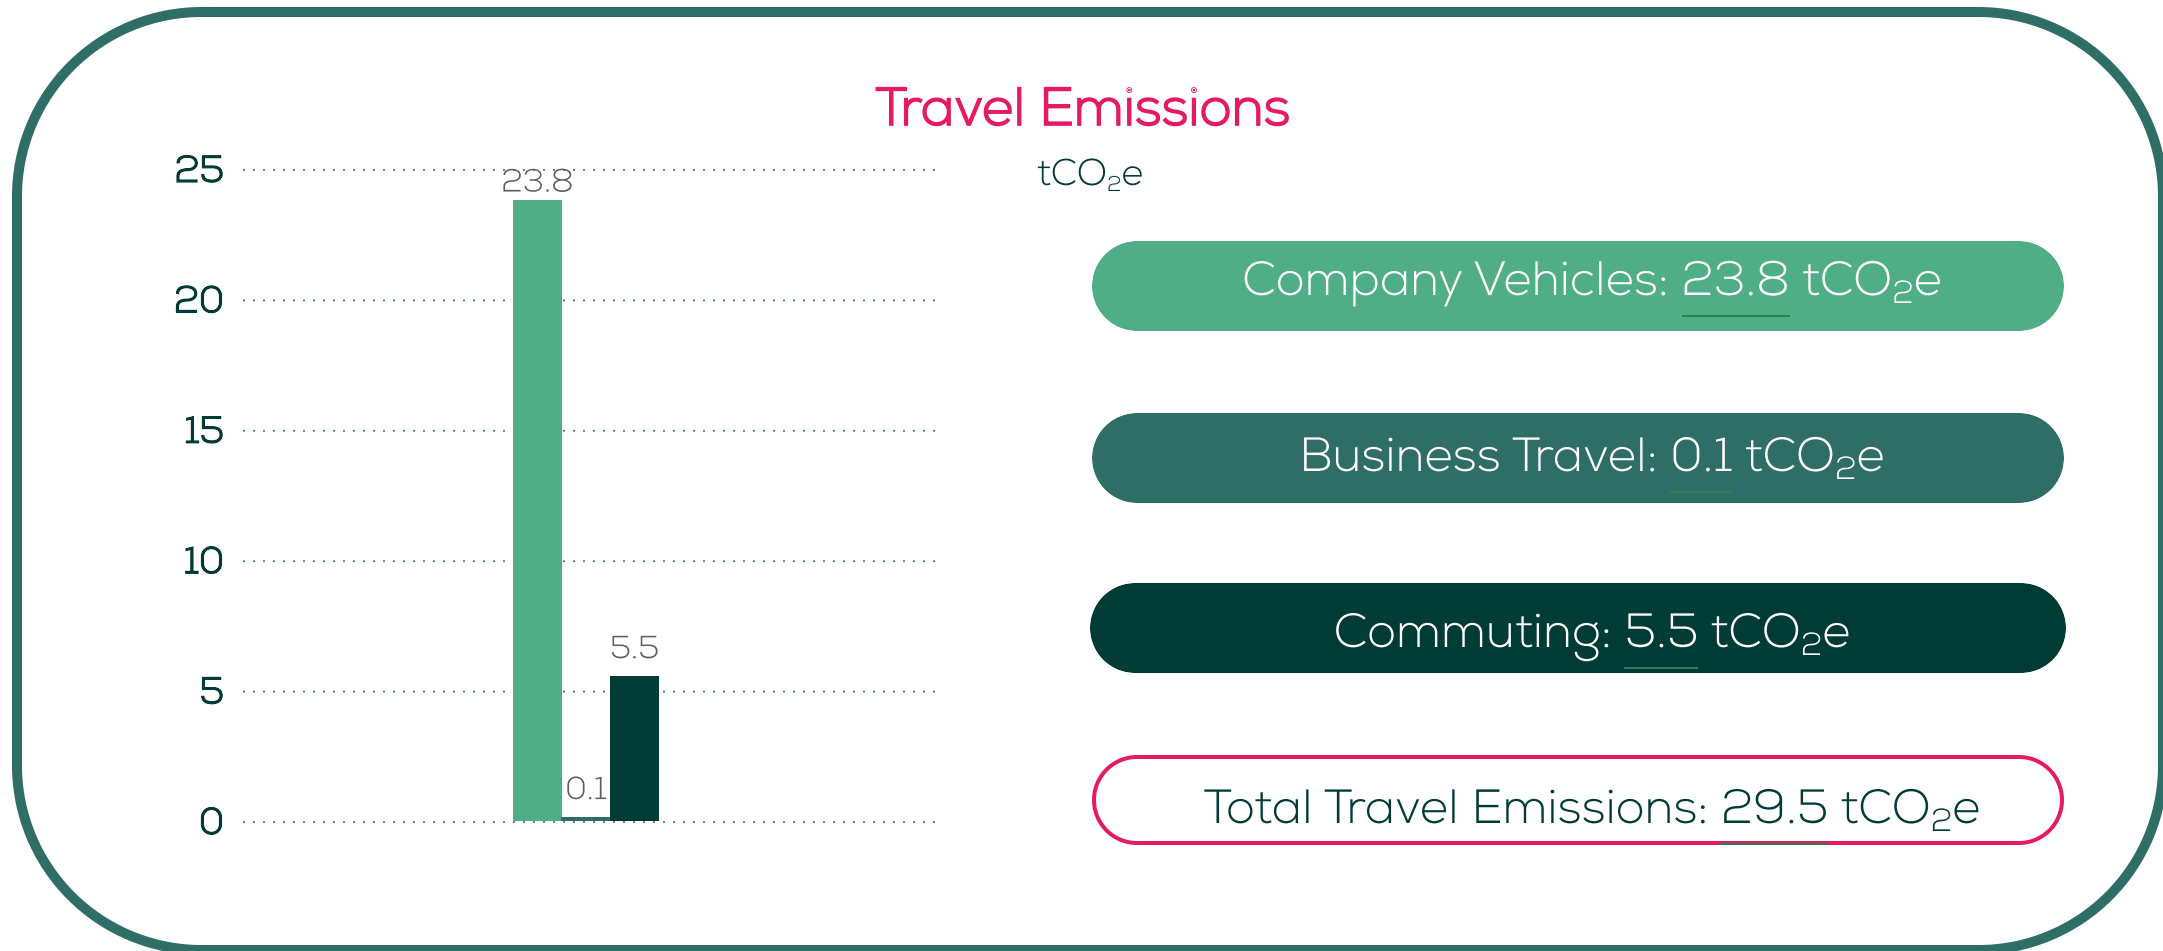 Travel Emissions
tCO₂e
25
20
15
10
5
0
23.8
0.1
5.5
Company Vehicles: 23.8 tCO₂e
Business Travel: 0.1 tCO₂e
Commuting: 5.5 tCO₂e
Total Travel Emissions: 29.5 tCO₂e